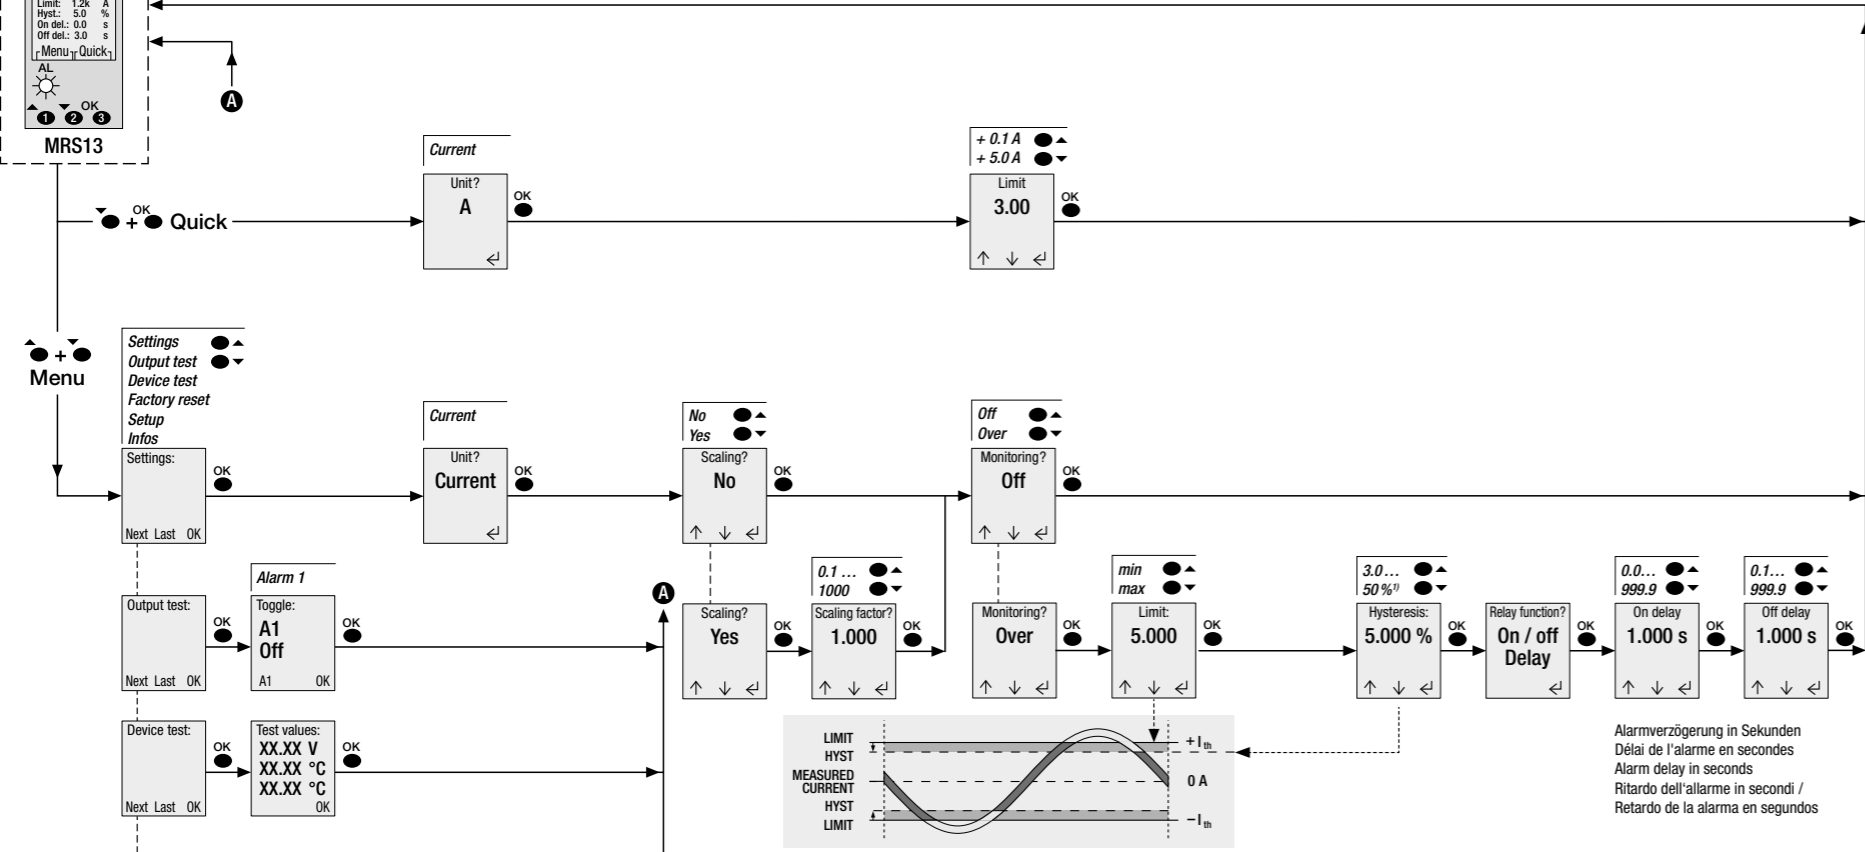 Limit: 1.2k A
Hyst.: 5.0 %
On del.: 0.0 s
Off del.: 3.0 s
Menu Quick
AL
1 2 OK 3
MRS13
A
OK
+ Quick
Current
Unit?
A
OK
+ 0.1 A
+ 5.0 A
Limit
3.00
OK
+
Menu
Settings
Output test
Device test
Factory reset
Setup
Infos
Settings:
Next Last OK
OK
Current
Unit?
Current
OK
No
Yes
Scaling?
No
OK
Off
Over
Monitoring?
Off
OK
Output test:
Next Last OK
OK
Alarm 1
Toggle:
A1
Off
A1 OK
OK
A
Scaling?
Yes
OK
0.1 ...
1000
Scaling factor?
1.000
OK
Monitoring?
Over
OK
min
max
Limit:
5.000
OK
3.0 ...
50 %¹⁾
Hysteresis:
5.000 %
OK
Relay function?
On / off
Delay
OK
0.0...
999.9
On delay
1.000 s
OK
0.1...
999.9
Off delay
1.000 s
OK
Device test:
Next Last OK
OK
Test values:
XX.XX V
XX.XX °C
XX.XX °C
OK
OK
LIMIT
HYST
MEASURED
CURRENT
HYST
LIMIT
+ I th
0 A
– I th
Alarmverzögerung in Sekunden
Délai de l'alarme en secondes
Alarm delay in seconds
Ritardo dell'allarme in secondi /
Retardo de la alarma en segundos